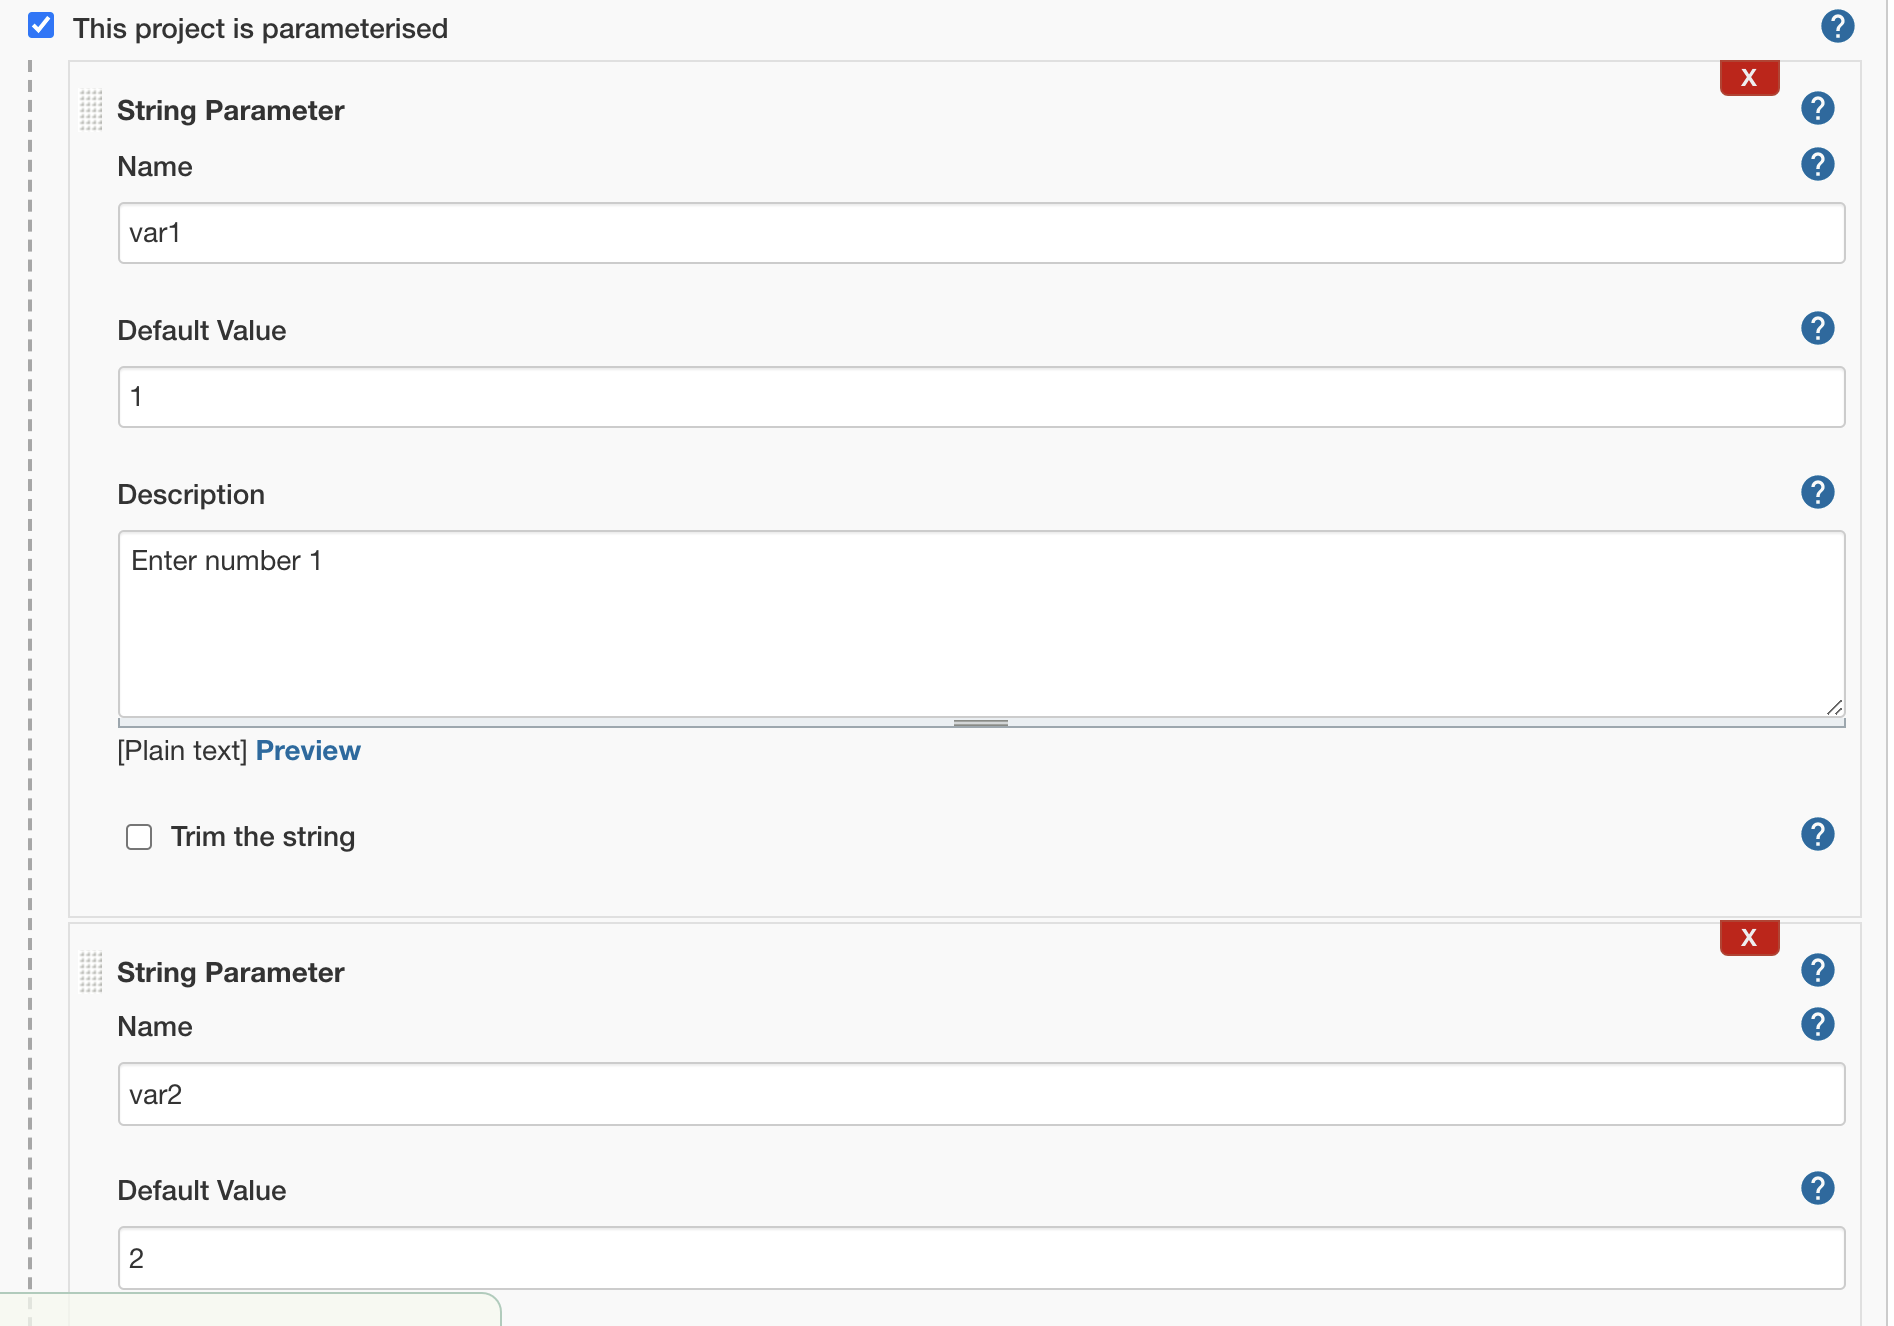 This project is parameterised
?
X
String Parameter
?
Name
?
var1
Default Value
?
1
Description
?
Enter number 1
[Plain text] Preview
Trim the string
?
X
String Parameter
?
Name
?
var2
Default Value
?
2